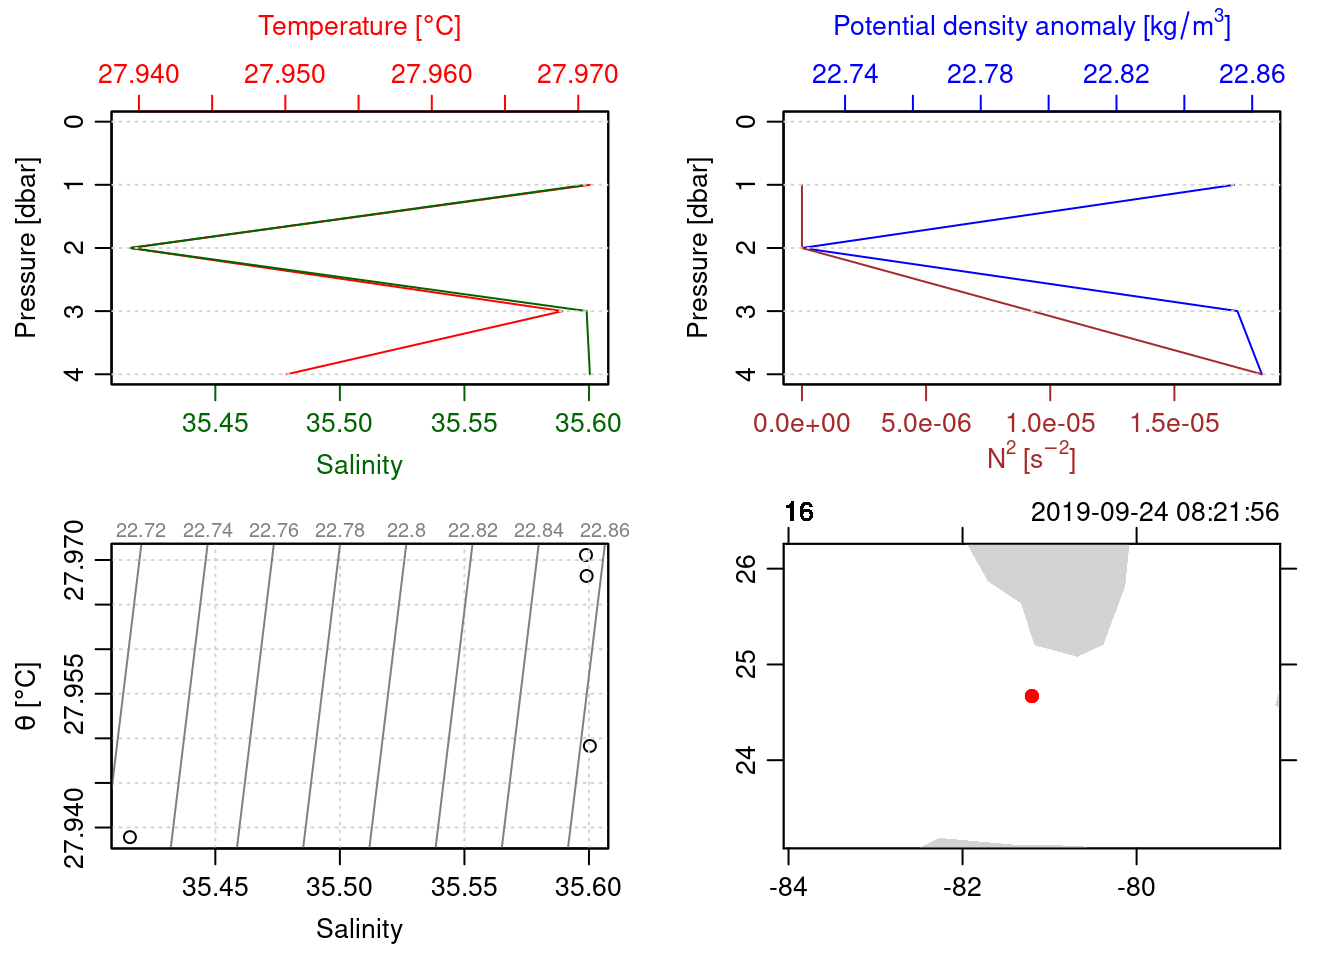 Temperature [°C]
27.940 27.950 27.960 27.970
Pressure [dbar]
0
1
2
3
4
35.45 35.50 35.55 35.60
Salinity
Potential density anomaly [kg/m³]
22.74 22.78 22.82 22.86
Pressure [dbar]
0
1
2
3
4
0.0e+00 5.0e-06 1.0e-05 1.5e-05
N² [s⁻²]
22.72 22.74 22.76 22.78 22.8 22.82 22.84 22.86
θ [°C]
27.970
27.955
27.940
35.45 35.50 35.55 35.60
Salinity
16 2019-09-24 08:21:56
26
25
24
-84 -82 -80